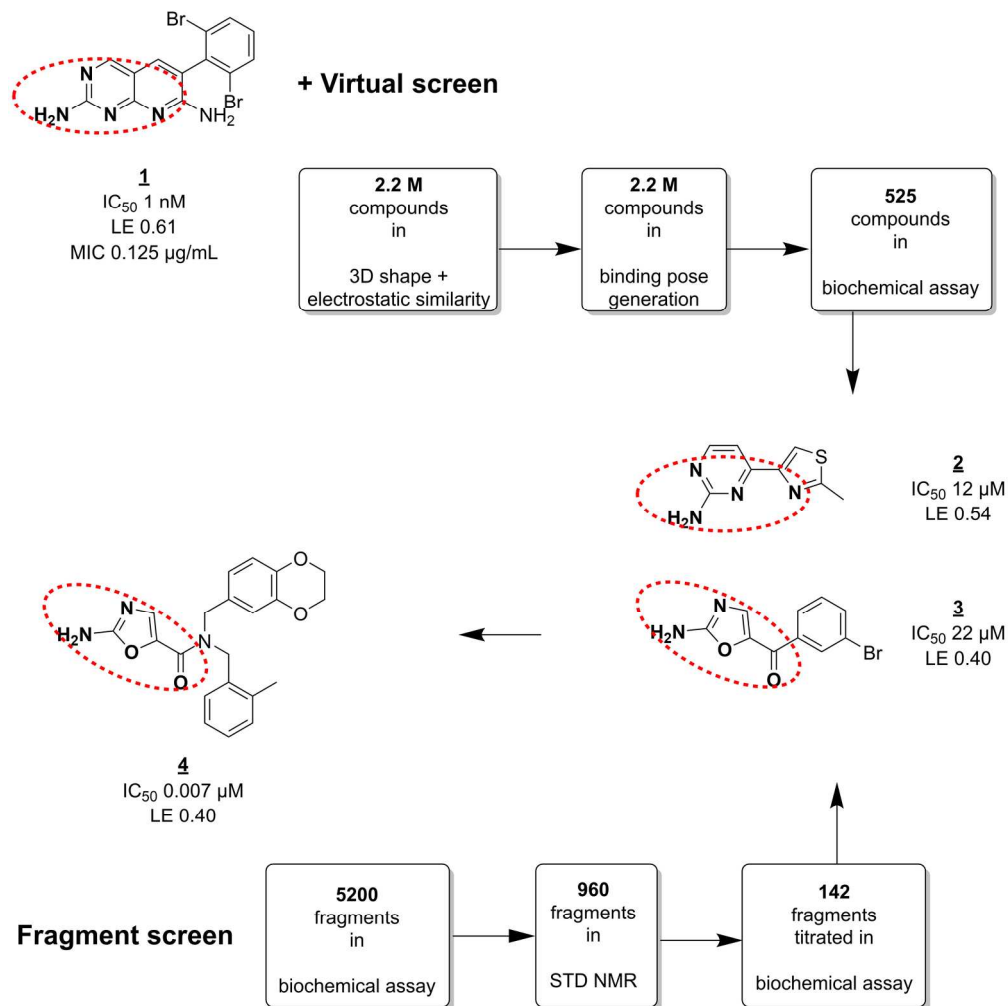 Br
N
Br
H₂N
N
N
NH₂
+ Virtual screen
1
IC₅₀ 1 nM
LE 0.61
MIC 0.125 µg/mL
2.2 M
compounds
in
3D shape +
electrostatic similarity
2.2 M
compounds
in
binding pose
generation
525
compounds
in
biochemical assay
S
N
N
N
H₂N
2
IC₅₀ 12 µM
LE 0.54
N
H₂N
O
O
Br
3
IC₅₀ 22 µM
LE 0.40
O
O
N
H₂N
O
N
O
4
IC₅₀ 0.007 µM
LE 0.40
Fragment screen
5200
fragments
in
biochemical assay
960
fragments
in
STD NMR
142
fragments
titrated in
biochemical assay